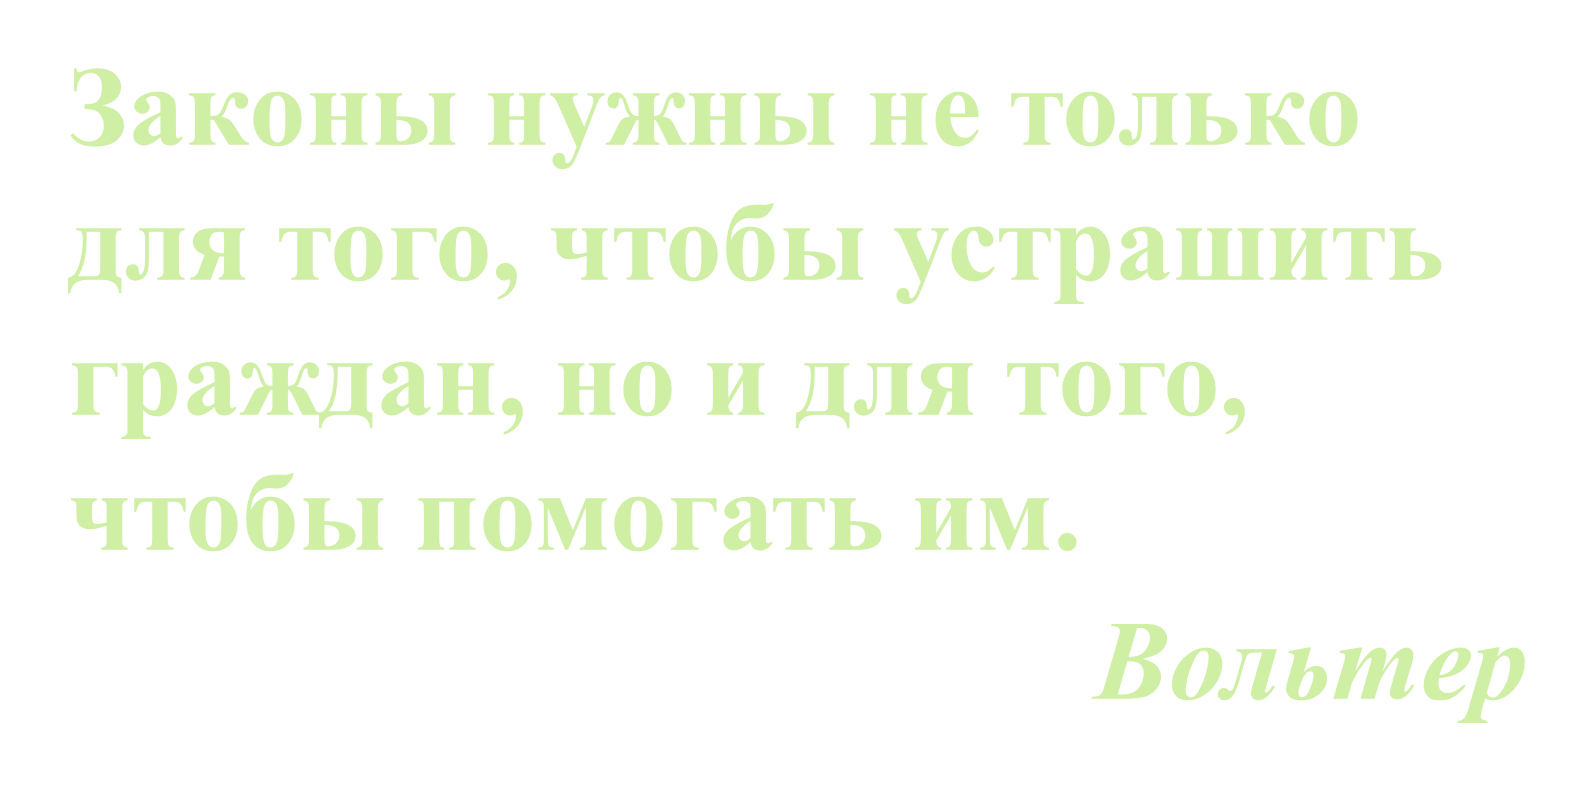 Законы нужны не только
для того, чтобы устрашить
граждан, но и для того,
чтобы помогать им.
Вольтер